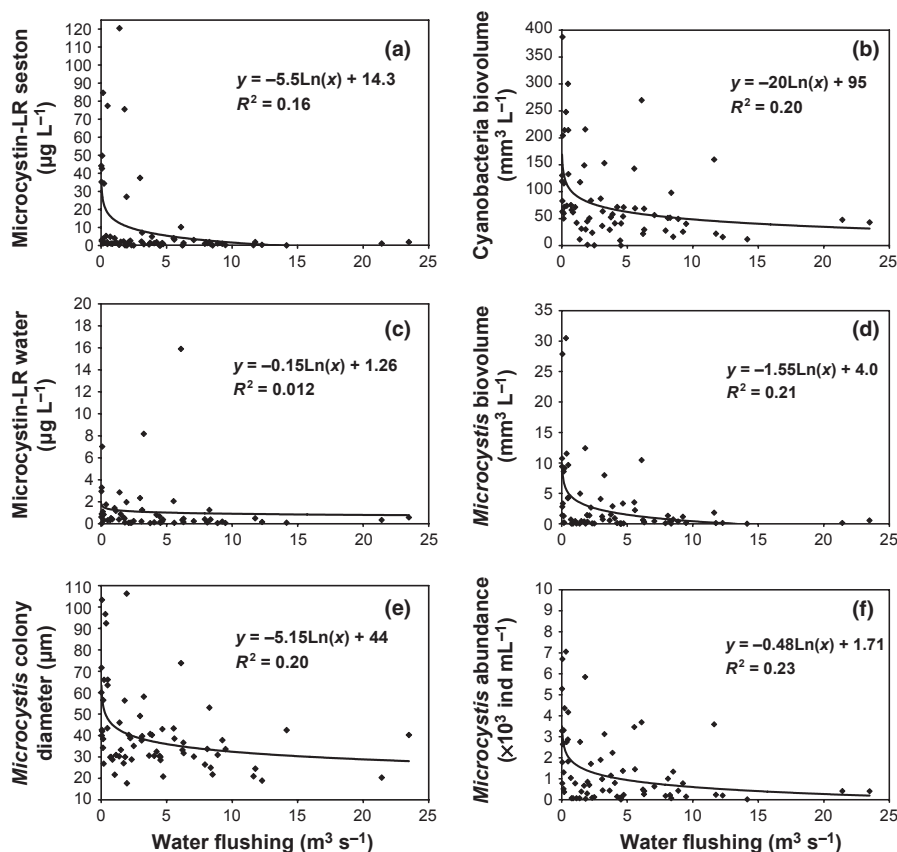 Microcystin-LR seston
(µg L⁻¹)
120
110
100
90
80
70
60
50
40
30
20
10
0
0 5 10 15 20 25
(a)
y = –5.5Ln(x) + 14.3
R² = 0.16
Cyanobacteria biovolume
(mm³ L⁻¹)
400
350
300
250
200
150
100
50
0
0 5 10 15 20 25
(b)
y = –20Ln(x) + 95
R² = 0.20
Microcystin-LR water
(µg L⁻¹)
20
18
16
14
12
10
8
6
4
2
0
0 5 10 15 20 25
(c)
y = –0.15Ln(x) + 1.26
R² = 0.012
Microcystis biovolume
(mm³ L⁻¹)
35
30
25
20
15
10
5
0
0 5 10 15 20 25
(d)
y = –1.55Ln(x) + 4.0
R² = 0.21
Microcystis colony
diameter (µm)
110
100
90
80
70
60
50
40
30
20
10
0
0 5 10 15 20 25
(e)
y = –5.15Ln(x) + 44
R² = 0.20
Water flushing (m³ s⁻¹)
Microcystis abundance
(×10³ ind mL⁻¹)
10
9
8
7
6
5
4
3
2
1
0
0 5 10 15 20 25
(f)
y = –0.48Ln(x) + 1.71
R² = 0.23
Water flushing (m³ s⁻¹)